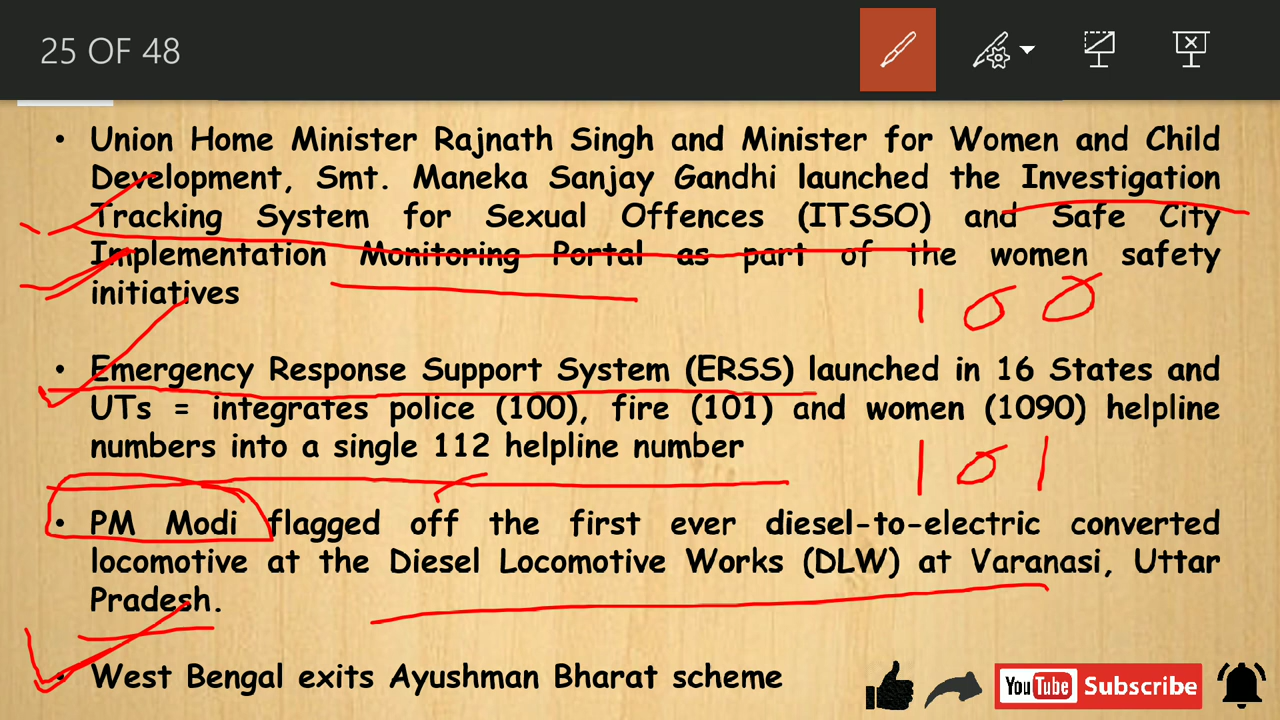 25 OF 48
• Union Home Minister Rajnath Singh and Minister for Women and Child
Development, Smt. Maneka Sanjay Gandhi launched the Investigation
Tracking System for Sexual Offences (ITSSO) and Safe City
Implementation Monitoring Portal as part of the women safety
initiatives
100
• Emergency Response Support System (ERSS) launched in 16 States and
UTs = integrates police (100), fire (101) and women (1090) helpline
numbers into a single 112 helpline number
101
• PM Modi flagged off the first ever diesel-to-electric converted
locomotive at the Diesel Locomotive Works (DLW) at Varanasi, Uttar
Pradesh.
• West Bengal exits Ayushman Bharat scheme
YouTube Subscribe